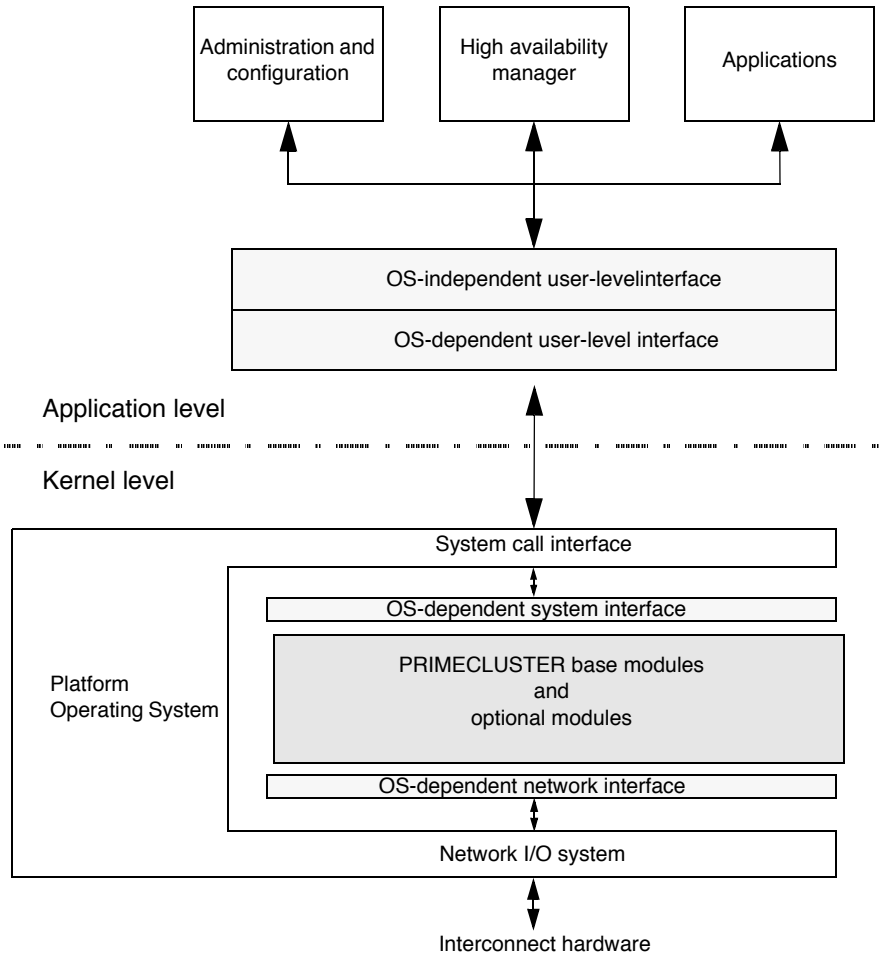 Administration and
configuration
High availability
manager
Applications
OS-independent user-levelinterface
OS-dependent user-level interface
Application level
Kernel level
System call interface
OS-dependent system interface
PRIMECLUSTER base modules
and
optional modules
Platform
Operating System
OS-dependent network interface
Network I/O system
Interconnect hardware